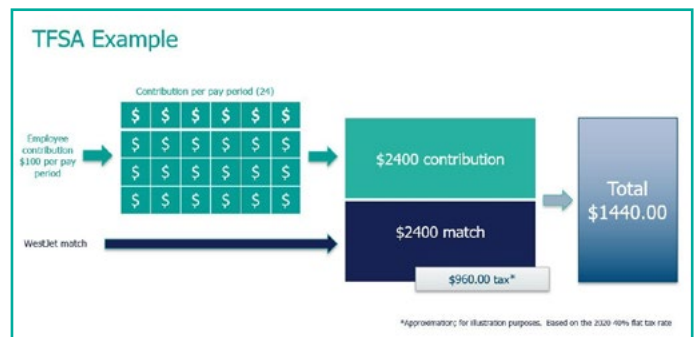 TFSA Example
Contribution per pay period (24)
$ $ $ $ $ $
$ $ $ $ $ $
$ $ $ $ $ $
$ $ $ $ $ $
Employee
contribution
$100 per pay
period
$2400 contribution
WestJet match
$2400 match
$960.00 tax*
Total
$1440.00
*Approximation; for illustration purposes. Based on the 2020 40% flat tax rate